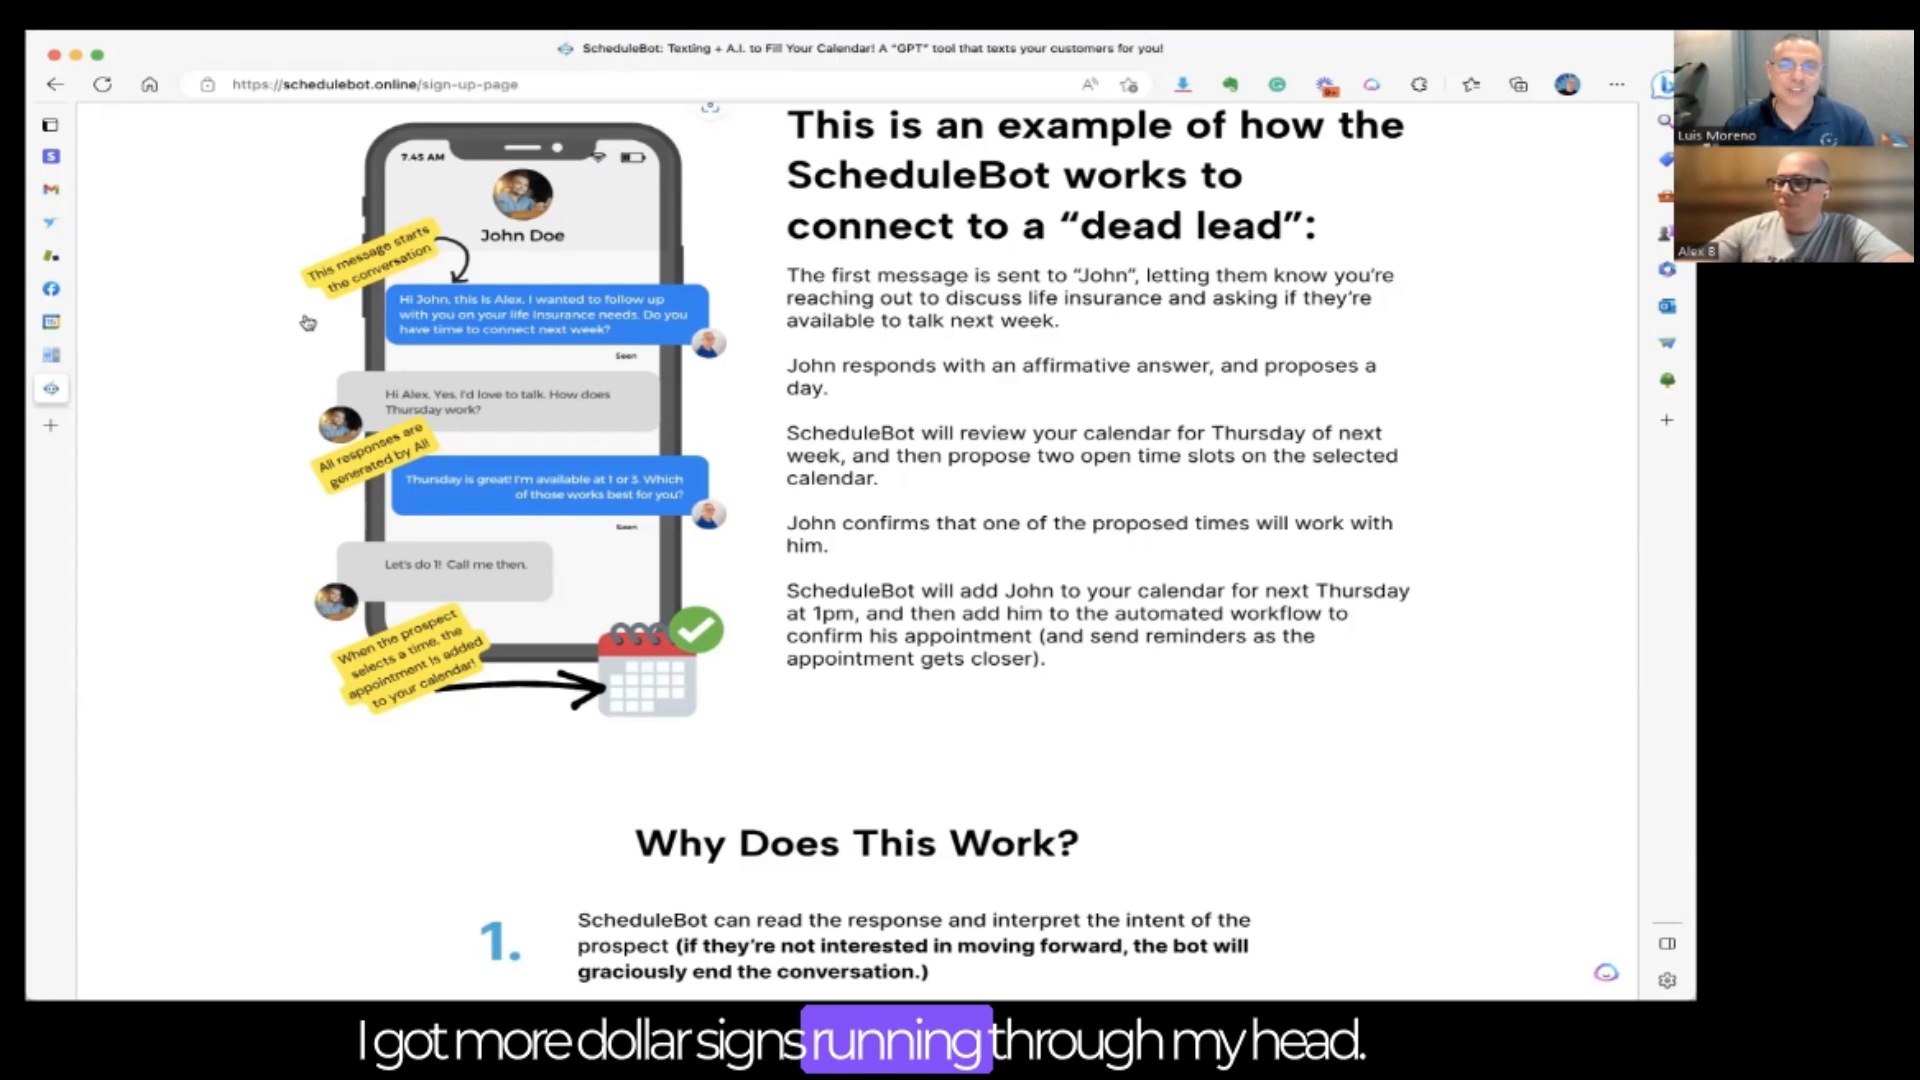 ScheduleBot: Texting + A.I. to Fill Your Calendar! A “GPT” tool that texts your customers for you!
https://schedulebot.online/sign-up-page
7.45 AM
John Doe
This message starts
the conversation
Hi John, this is Alex. I wanted to follow up
with you on your life Insurance needs. Do you
have time to connect next week?
Seen
Hi Alex, Yes, I'd love to talk. How does
Thursday work?
All responses are
generated by AI!
Thursday is great! I'm available at 1 or 3. Which
of those works best for you?
Seen
Let's do 1! Call me then.
When the prospect
selects a time, the
appointment is added
to your calendar!
This is an example of how the
ScheduleBot works to
connect to a “dead lead”:
The first message is sent to “John”, letting them know you’re
reaching out to discuss life insurance and asking if they’re
available to talk next week.
John responds with an affirmative answer, and proposes a
day.
ScheduleBot will review your calendar for Thursday of next
week, and then propose two open time slots on the selected
calendar.
John confirms that one of the proposed times will work with
him.
ScheduleBot will add John to your calendar for next Thursday
at 1pm, and then add him to the automated workflow to
confirm his appointment (and send reminders as the
appointment gets closer).
Why Does This Work?
1.
ScheduleBot can read the response and interpret the intent of the
prospect (if they’re not interested in moving forward, the bot will
graciously end the conversation.)
Luis Moreno
Alex B
I got more dollar signs running through my head.